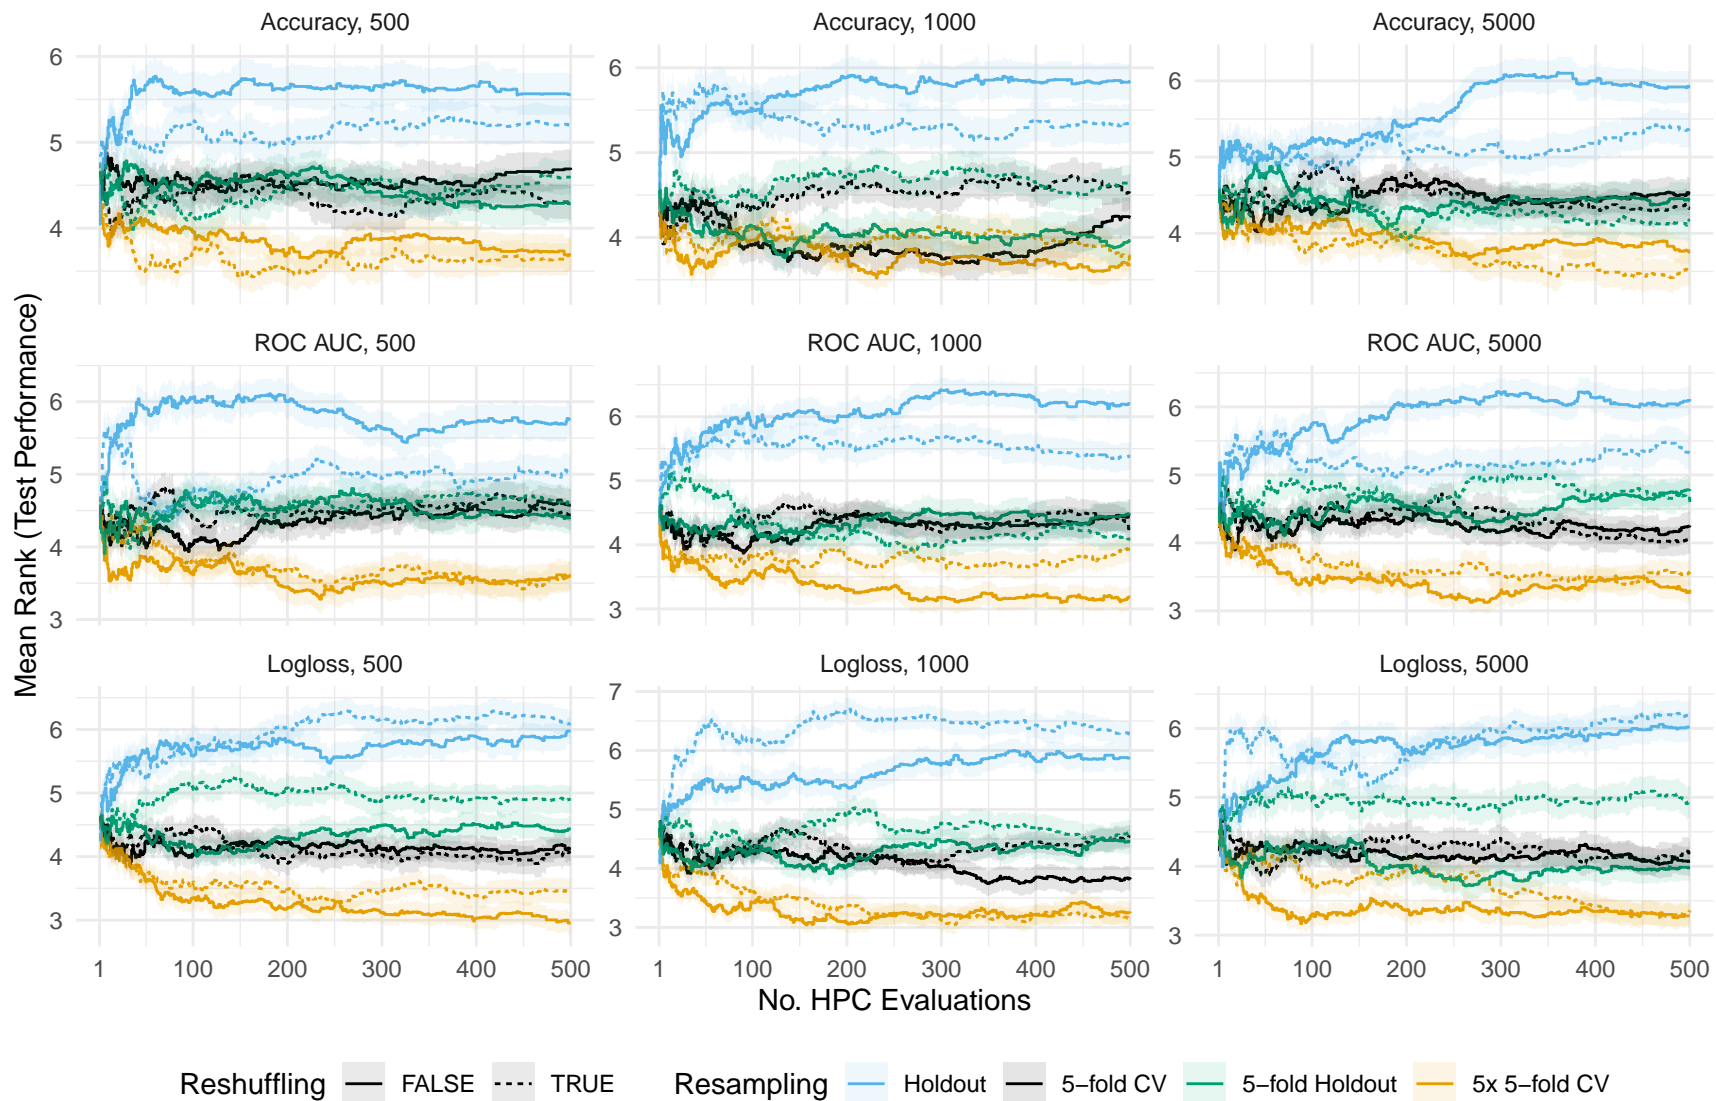 Accuracy, 500
Accuracy, 1000
Accuracy, 5000
6
5
4
6
5
4
6
5
4
Mean Rank (Test Performance)
ROC AUC, 500
ROC AUC, 1000
ROC AUC, 5000
6
5
4
3
6
5
4
3
6
5
4
3
Logloss, 500
Logloss, 1000
Logloss, 5000
6
5
4
3
7
6
5
4
3
6
5
4
3
1 100 200 300 400 500
1 100 200 300 400 500
1 100 200 300 400 500
No. HPC Evaluations
Reshuffling FALSE TRUE Resampling Holdout 5−fold CV 5−fold Holdout 5x 5−fold CV